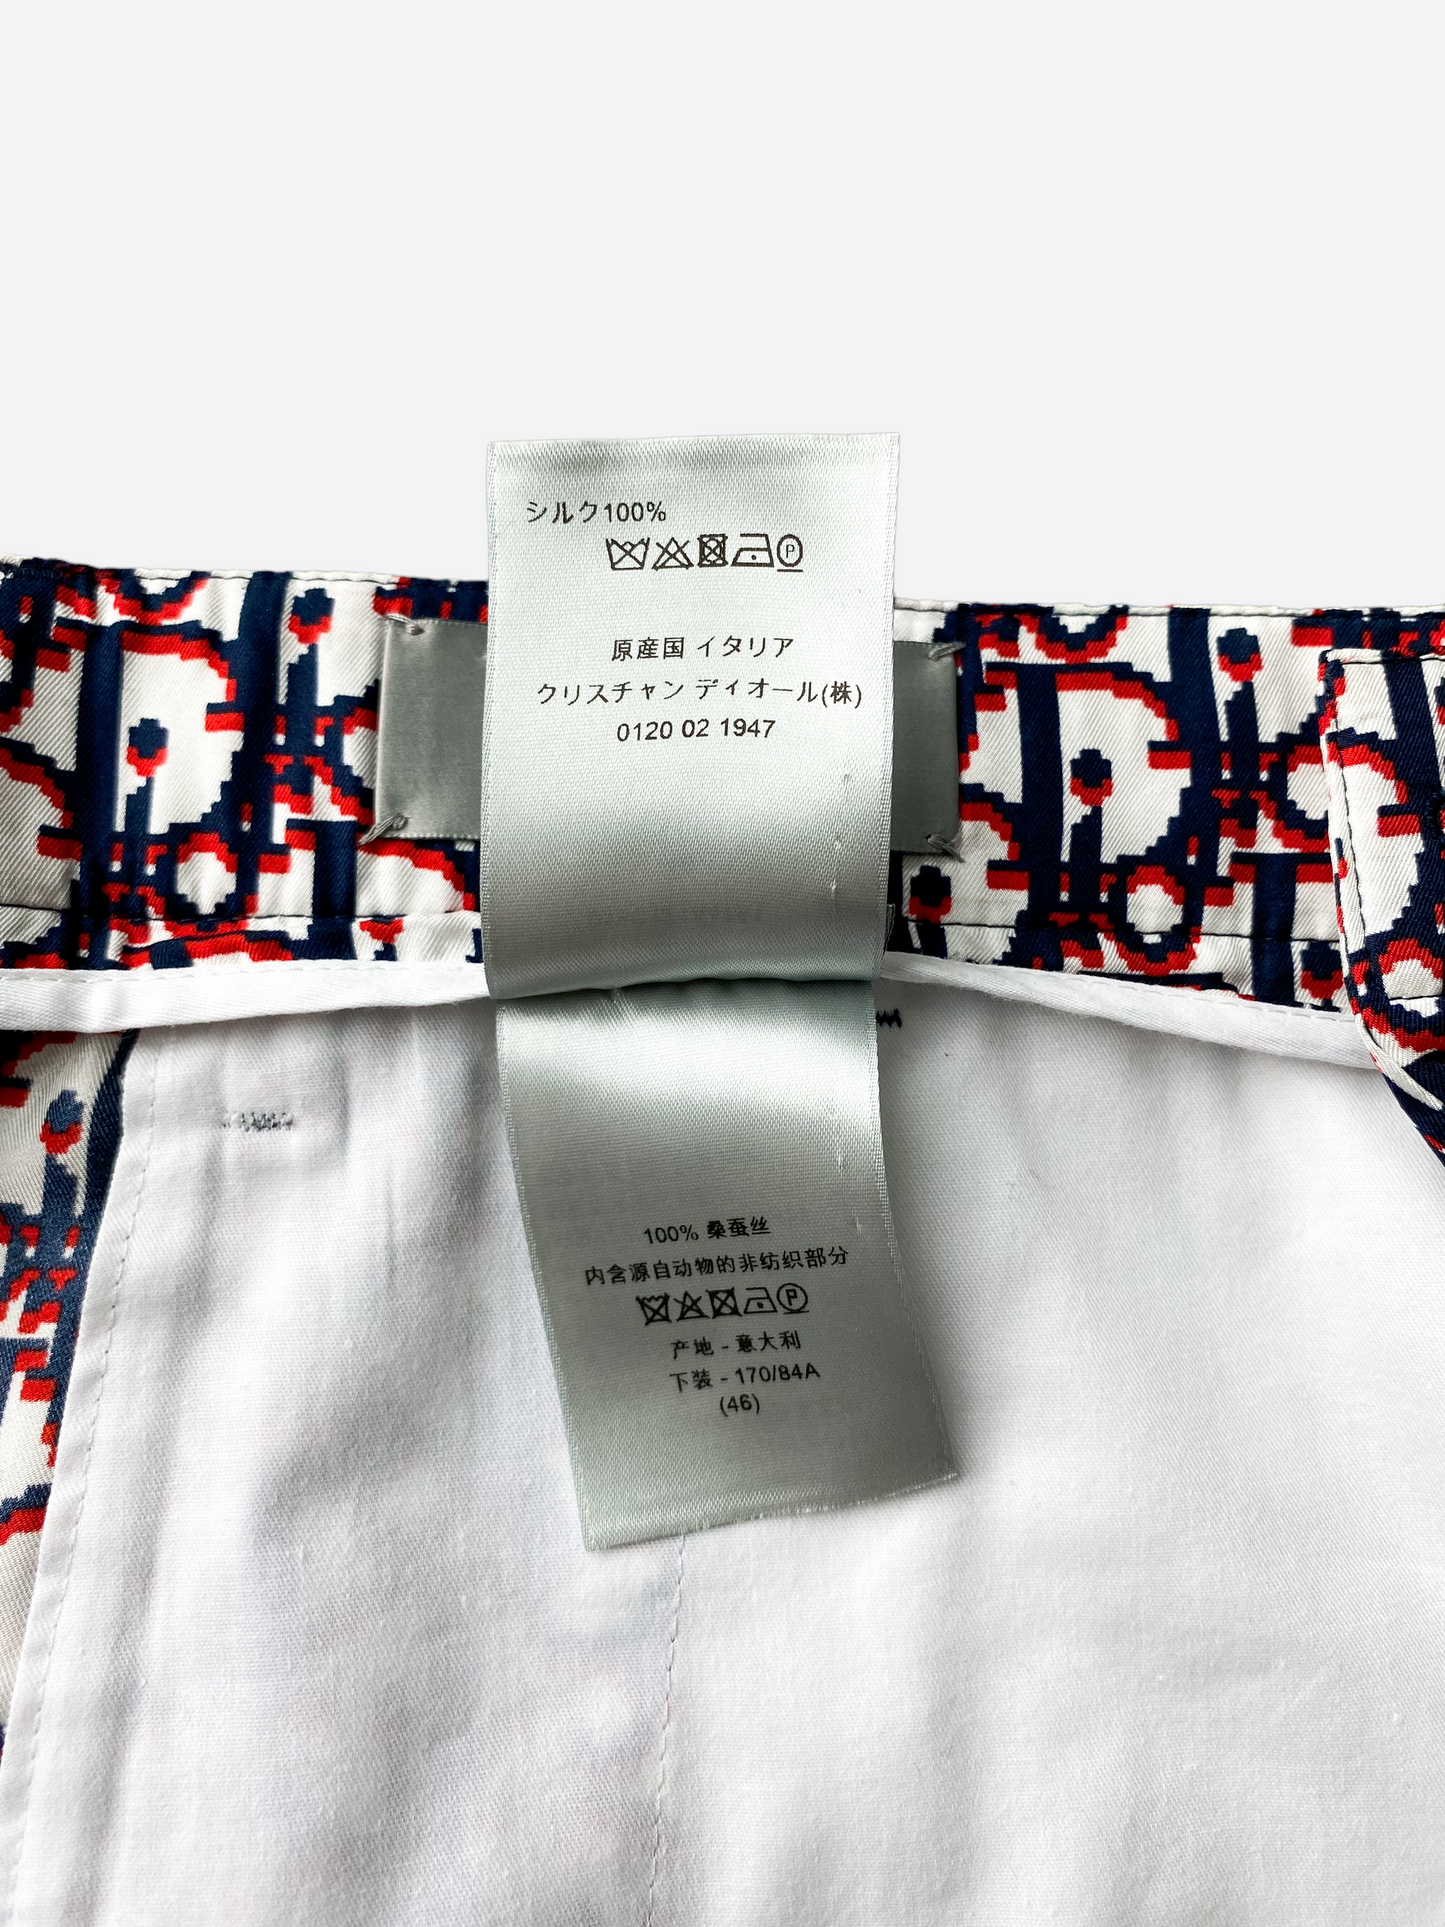 シルク100%
P
原産国 イタリア
クリスチャン ディオール(株)
0120 02 1947
100% 桑蚕丝
内含源自动物的非纺织部分
P
产地 - 意大利
下装 - 170/84A
(46)